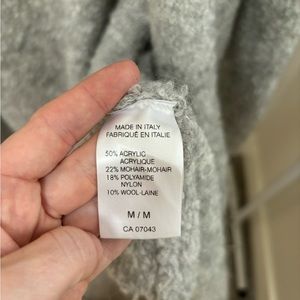 MADE IN ITALY
FABRIQUÉ EN ITALIE
50% ACRYLIC
ACRYLIQUE
22% MOHAIR-MOHAIR
18% POLYAMIDE
NYLON
10% WOOL-LAINE
M / M
CA 07043